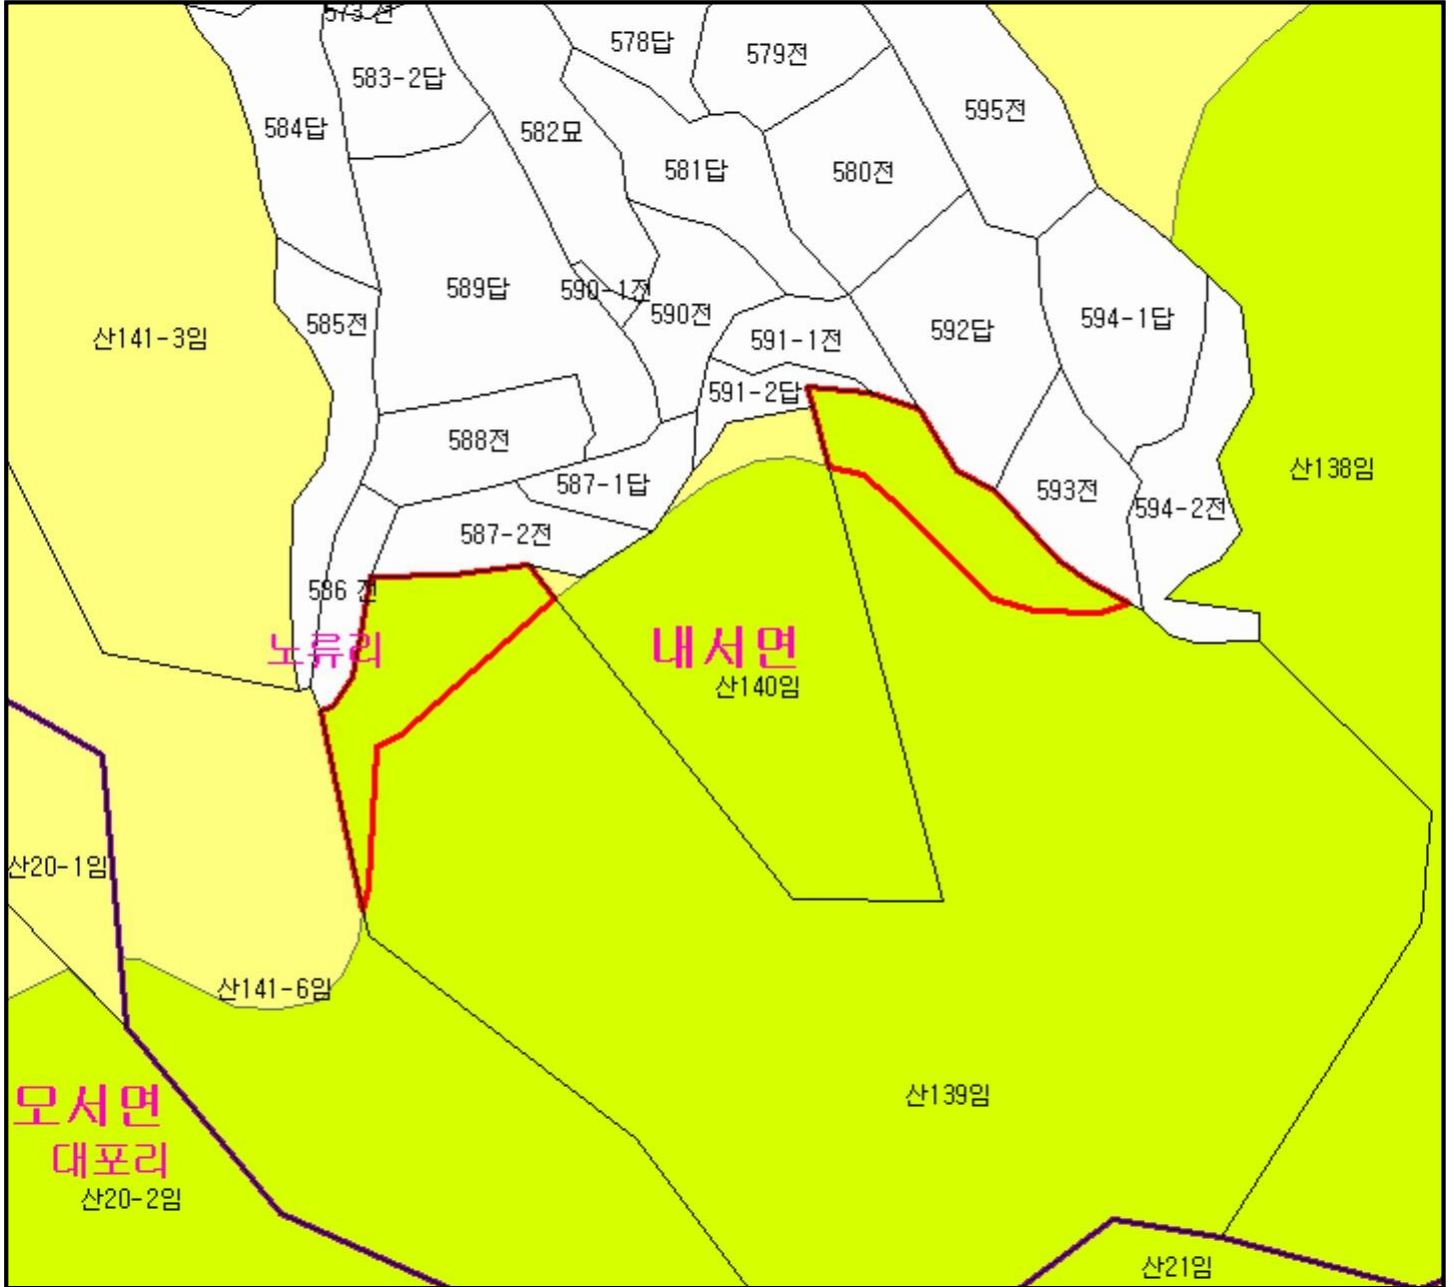 573 전
578답
579전
583-2답
595전
584답
582묘
581답
580전
589답
590-1전
590전
585전
591-1전
592답
594-1답
산141-3임
591-2답
588전
산138임
587-1답
593전
594-2전
587-2전
586 전
노류리
내서면
산140임
산20-1임
산141-6임
산139임
모서면
대포리
산20-2임
산21임